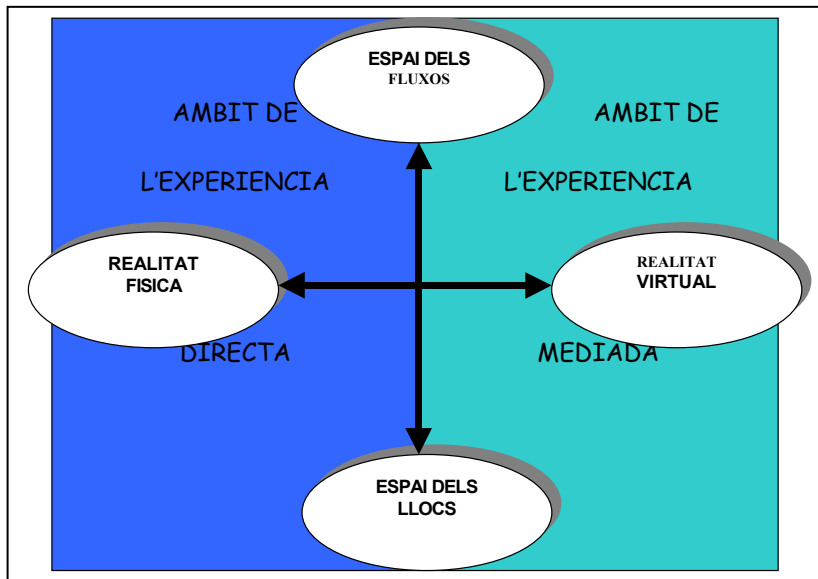 ESPAI DELS
FLUXOS
AMBIT DE
L'EXPERIENCIA
DIRECTA
AMBIT DE
L'EXPERIENCIA
MEDIADA
REALITAT
FISICA
REALITAT
VIRTUAL
ESPAI DELS
LLOCS